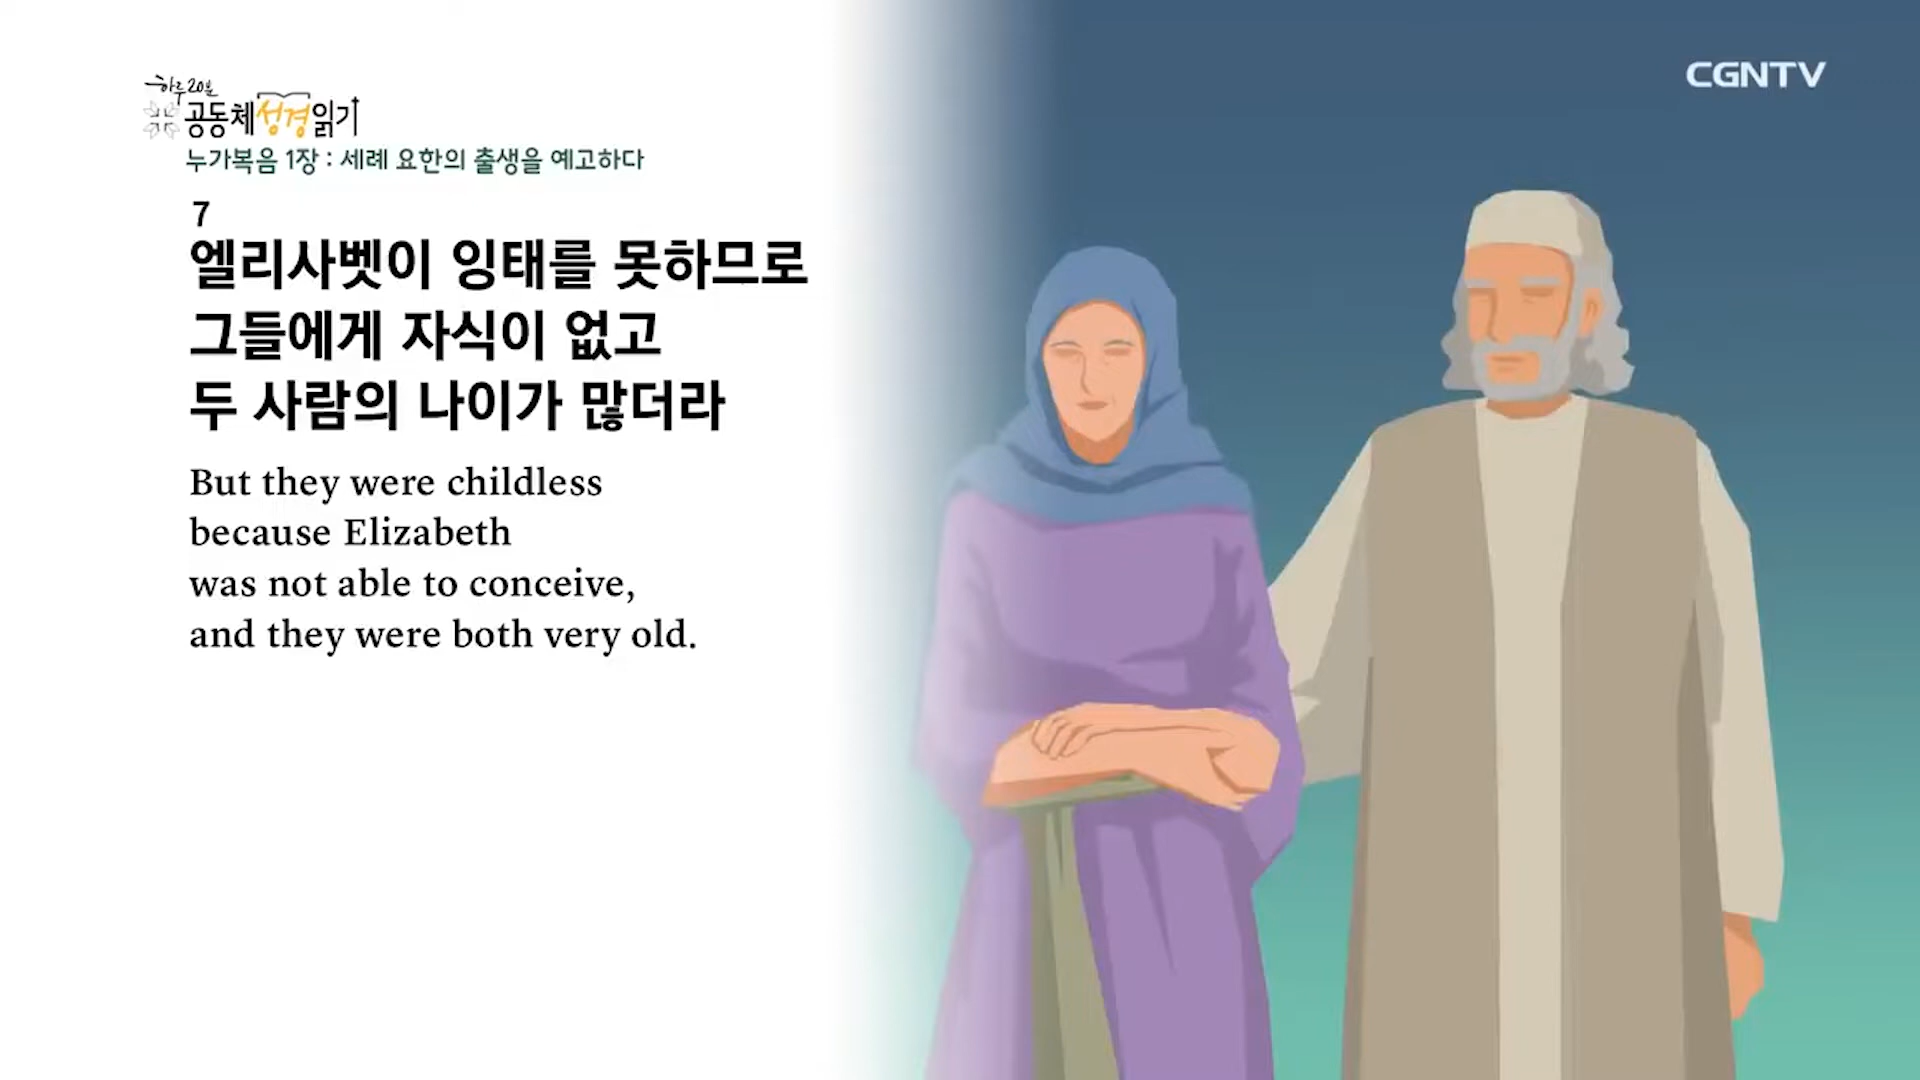 하루 20분
공동체성경읽기
CGNTV
누가복음 1장 : 세례 요한의 출생을 예고하다
7
엘리사벳이 잉태를 못하므로
그들에게 자식이 없고
두 사람의 나이가 많더라
But they were childless
because Elizabeth
was not able to conceive,
and they were both very old.